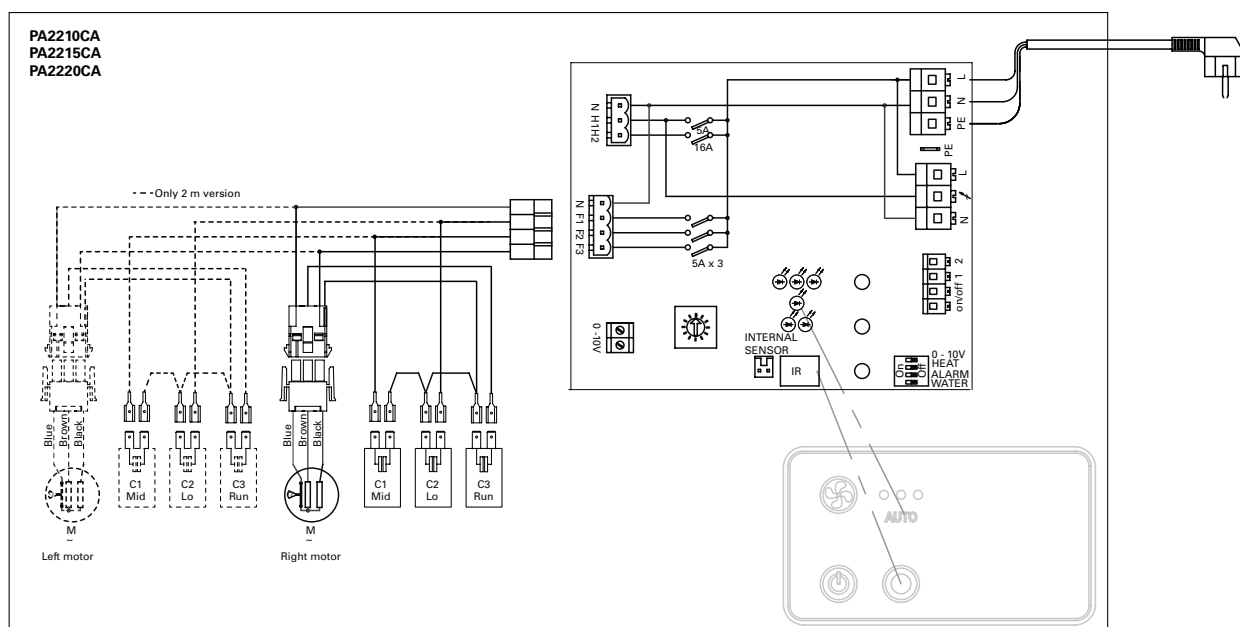 PA2210CA
PA2215CA
PA2220CA
L
N
PE
N H1H2
5A
16A
PE
L
N
---Only 2 m version
N F1 F2 F3
5A x 3
on/off 1 2
0-10V
INTERNAL
SENSOR
IR
On Off
0 - 10V
HEAT
ALARM
WATER
Blue
Brown
Black
C1
Mid
C2
Lo
C3
Run
M
~
Left motor
Blue
Brown
Black
C1
Mid
C2
Lo
C3
Run
M
~
Right motor
AUTO